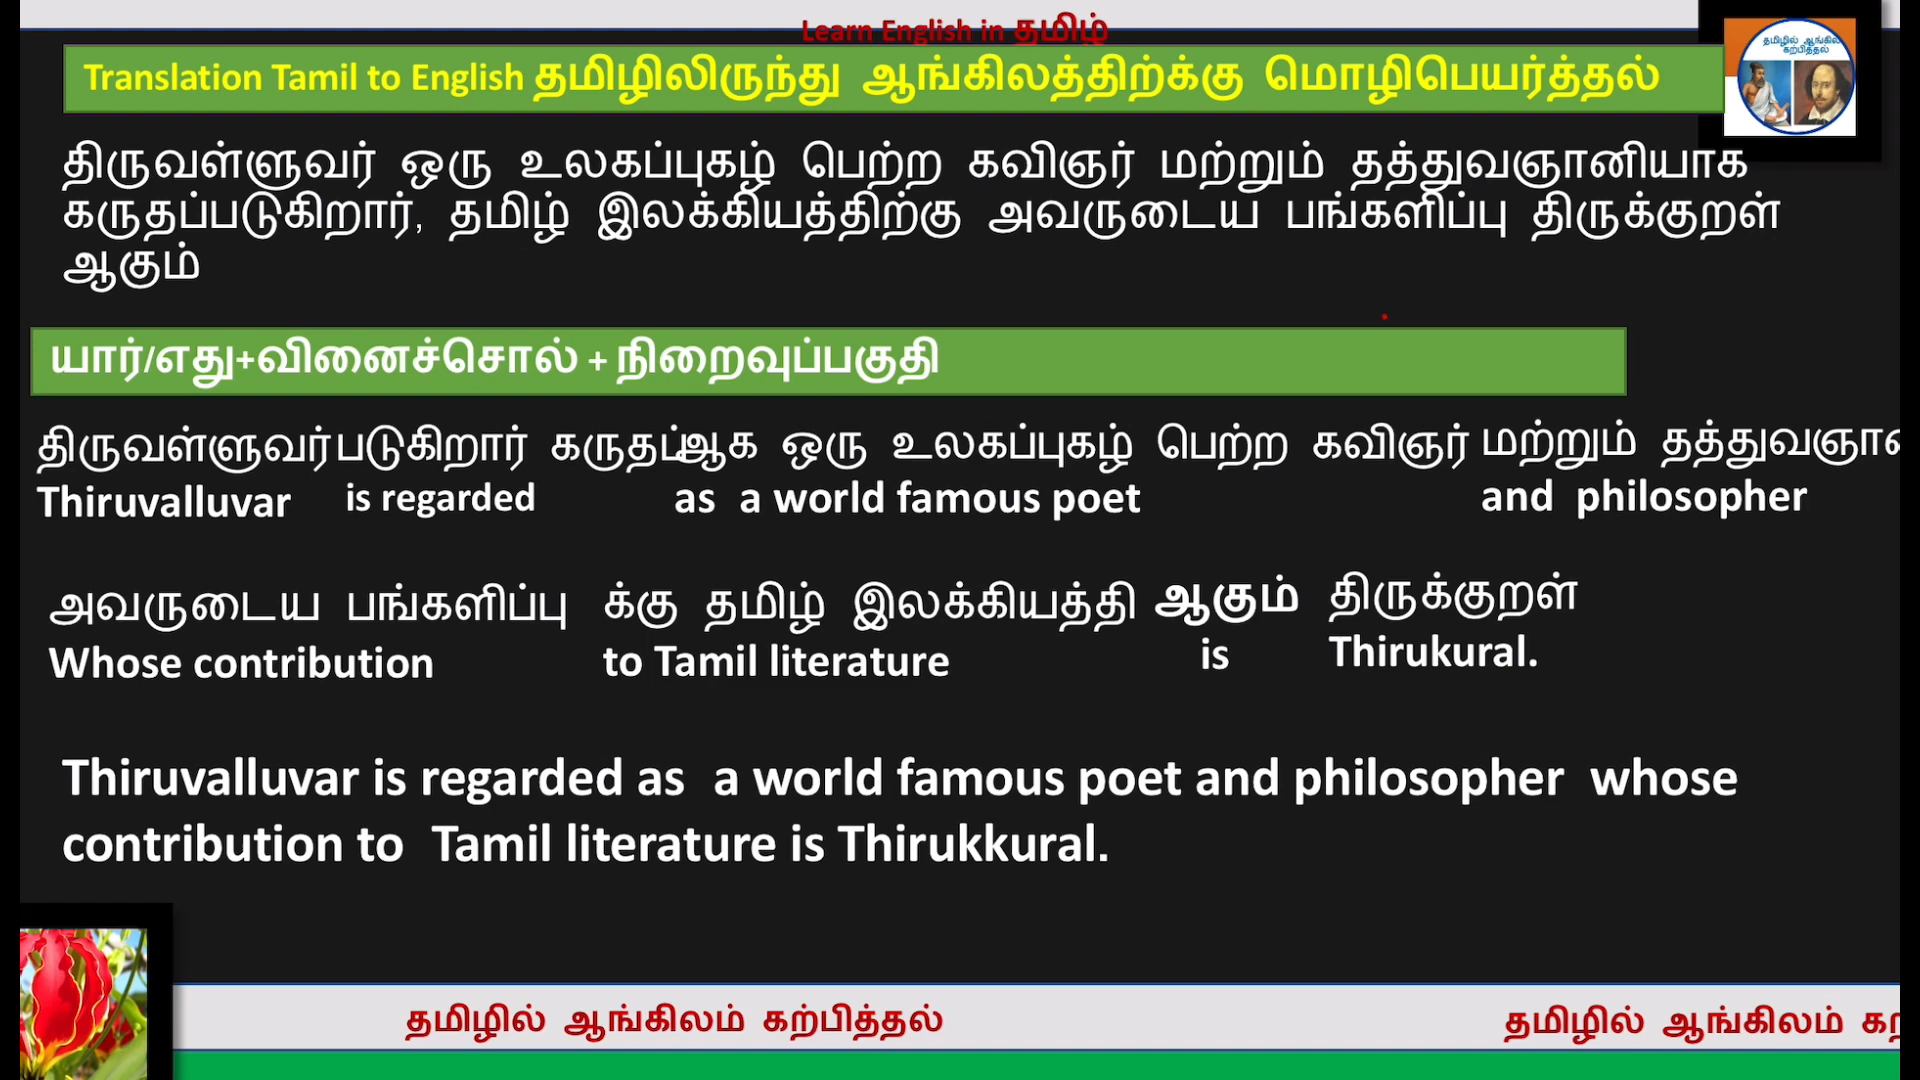 Learn English in தமிழ்
Translation Tamil to English தமிழிலிருந்து ஆங்கிலத்திற்க்கு மொழிபெயர்த்தல்
தமிழில் ஆங்கில
கற்பித்தல்
திருவள்ளுவர் ஒரு உலகப்புகழ் பெற்ற கவிஞர் மற்றும் தத்துவஞானியாக
கருதப்படுகிறார், தமிழ் இலக்கியத்திற்கு அவருடைய பங்களிப்பு திருக்குறள்
ஆகும்
யார்/எது+வினைச்சொல் + நிறைவுப்பகுதி
திருவள்ளுவர் படுகிறார் கருதப் ஆக ஒரு உலகப்புகழ் பெற்ற கவிஞர் மற்றும்
Thiruvalluvar is regarded as a world famous poet and philosopher
அவருடைய பங்களிப்பு க்கு தமிழ் இலக்கியத்தி ஆகும் திருக்குறள்
Whose contribution to Tamil literature is Thirukural.
Thiruvalluvar is regarded as a world famous poet and philosopher whose
contribution to Tamil literature is Thirukkural.
தமிழில் ஆங்கிலம் கற்பித்தல் தமிழில் ஆங்கிலம்